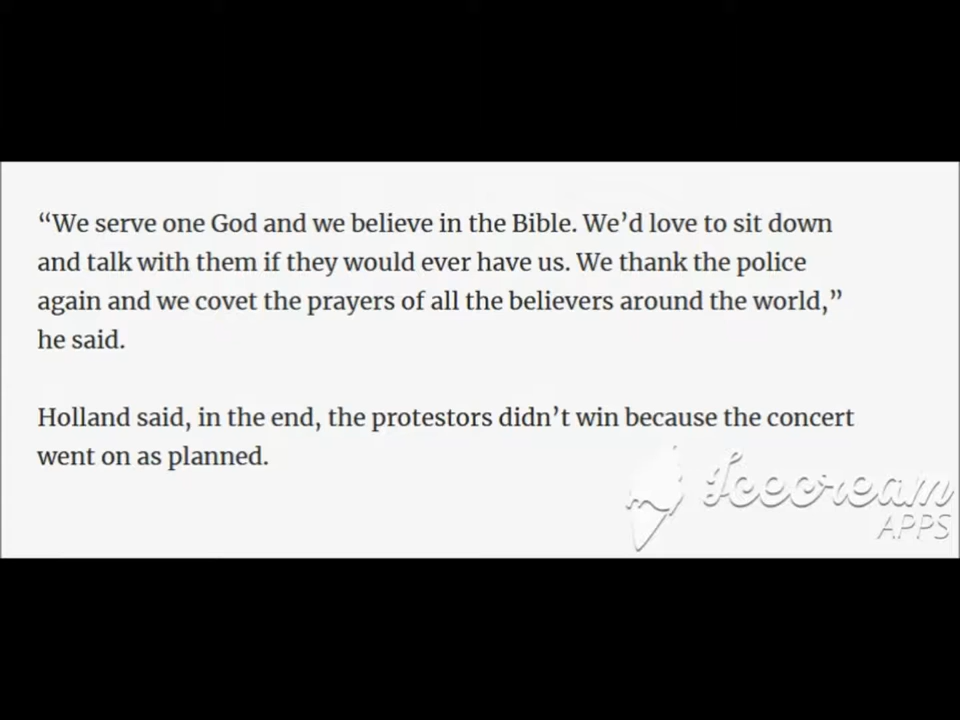 “We serve one God and we believe in the Bible. We’d love to sit down
and talk with them if they would ever have us. We thank the police
again and we covet the prayers of all the believers around the world,”
he said.
Holland said, in the end, the protestors didn’t win because the concert
went on as planned.
Icecream
APPS